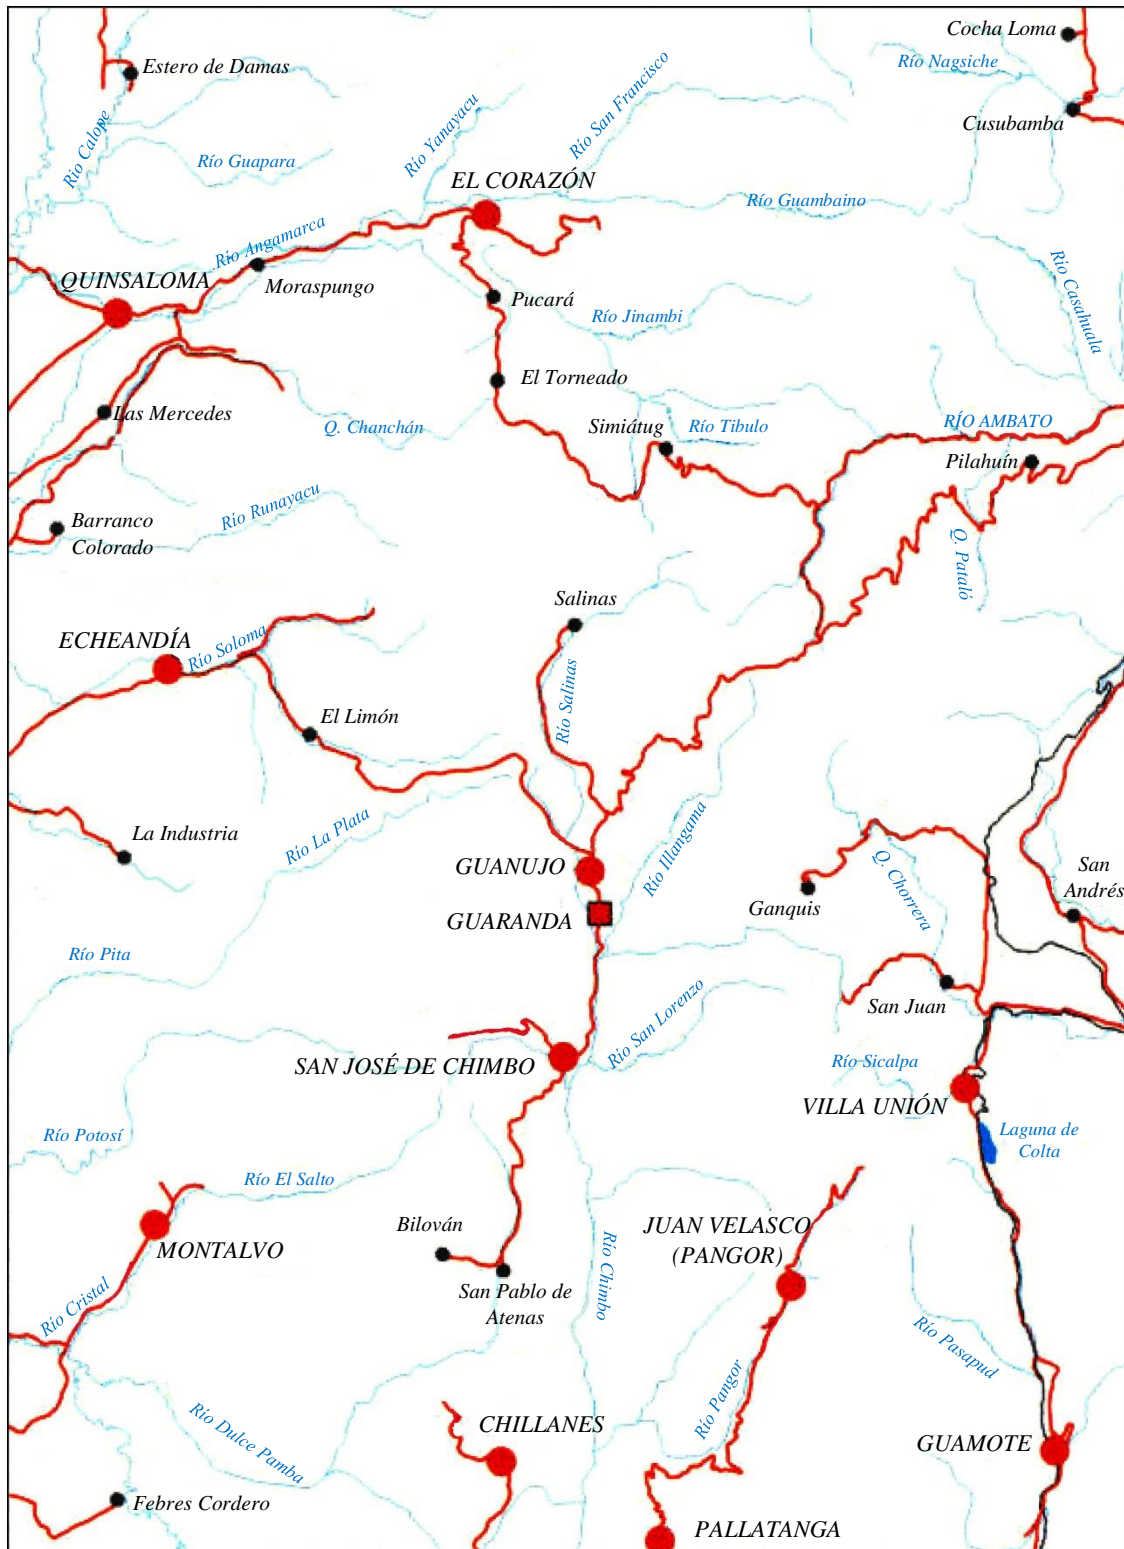 Cocha Loma
Estero de Damas
Río Nagsiche
Río San Francisco
Río Yanayacu
Cusubamba
Río Calope
Río Guapara
EL CORAZÓN
Río Guambaino
Río Angamarca
QUINSALOMA
Moraspungo
Pucará
Río Casahuala
Río Jinambi
El Torneado
Las Mercedes
Q. Chanchán
Simiátug
Río Tibulo
RÍO AMBATO
Pilahuín
Río Runayacu
Barranco
Colorado
Q. Pataló
Salinas
ECHEANDÍA
Río Soloma
Río Salinas
El Limón
Río Illangama
La Industria
Río La Plata
GUANUJO
Q. Chorrera
San
Andrés
Ganquis
GUARANDA
Río Pita
San Juan
Río San Lorenzo
SAN JOSÉ DE CHIMBO
Río Sicalpa
VILLA UNIÓN
Río Potosí
Laguna de
Colta
Río El Salto
Bilován
JUAN VELASCO
(PANGOR)
MONTALVO
Río Chimbo
San Pablo de
Atenas
Río Cristal
Río Pasapud
Río Pangor
Río Dulce Pamba
CHILLANES
GUAMOTE
Febres Cordero
PALLATANGA